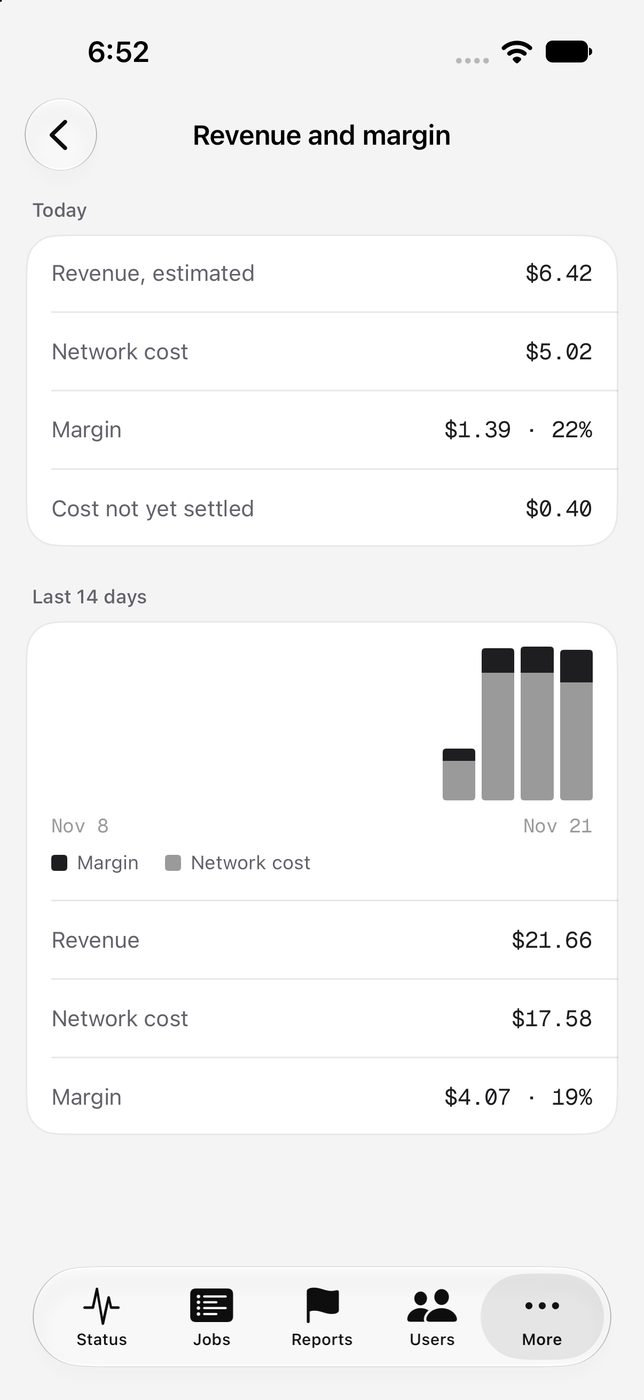 6:52
Revenue and margin
Today
Revenue, estimated $6.42
Network cost $5.02
Margin $1.39 · 22%
Cost not yet settled $0.40
Last 14 days
Nov 8 Nov 21
Margin Network cost
Revenue $21.66
Network cost $17.58
Margin $4.07 · 19%
Status Jobs Reports Users More